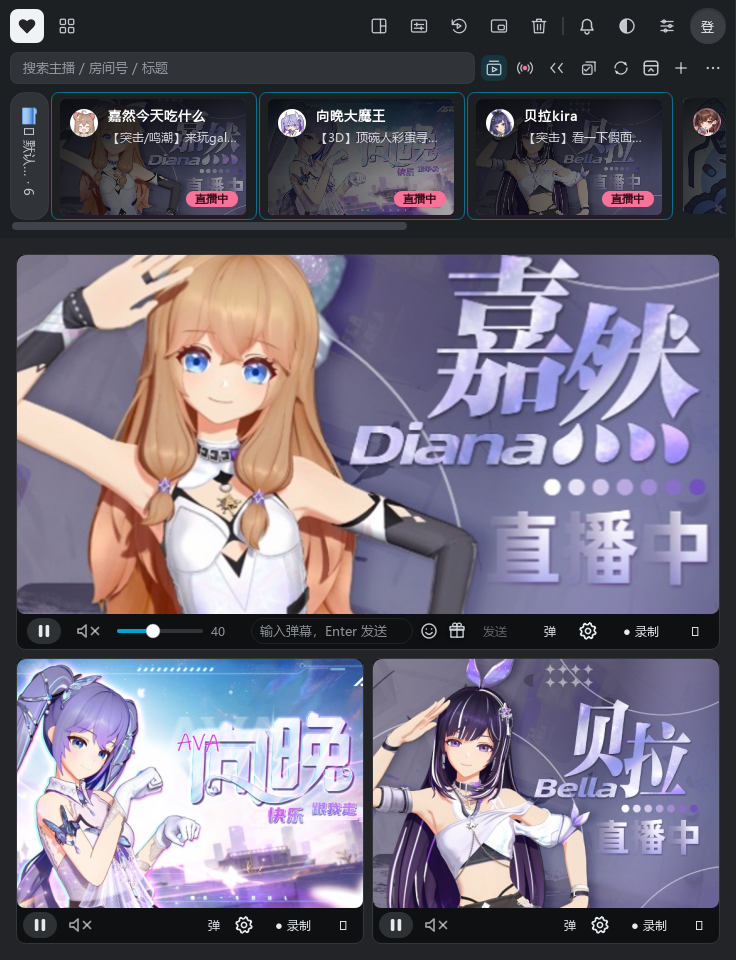 登
搜索主播 / 房间号 / 标题
默认... 6
嘉然今天吃什么
【突击/鸣潮】来玩gal...
直播中
向晚大魔王
【3D】顶碗人彩蛋寻...
直播中
贝拉kira
【突击】看一下假面...
直播中
嘉然
Diana
直播中
40
输入弹幕，Enter 发送
发送
弹
录制
AVA
向晚
快乐 跟我走
弹
录制
贝拉
Bella
直播中
弹
录制